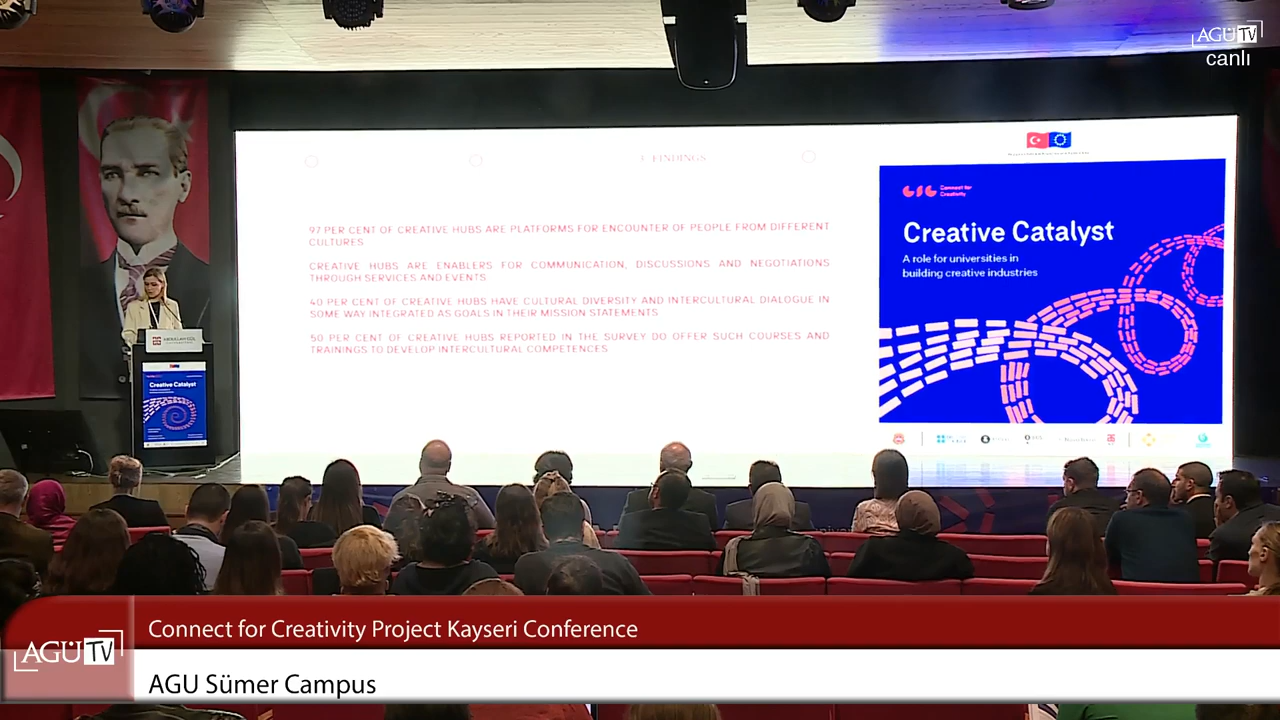 AGÜ TV
canlı
3. FINDINGS
97 PER CENT OF CREATIVE HUBS ARE PLATFORMS FOR ENCOUNTER OF PEOPLE FROM DIFFERENT
CULTURES
CREATIVE HUBS ARE ENABLERS FOR COMMUNICATION, DISCUSSIONS AND NEGOTIATIONS
THROUGH SERVICES AND EVENTS
40 PER CENT OF CREATIVE HUBS HAVE CULTURAL DIVERSITY AND INTERCULTURAL DIALOGUE IN
SOME WAY INTEGRATED AS GOALS IN THEIR MISSION STATEMENTS
50 PER CENT OF CREATIVE HUBS REPORTED IN THE SURVEY DO OFFER SUCH COURSES AND
TRAININGS TO DEVELOP INTERCULTURAL COMPETENCES
Connect for
Creativity
Creative Catalyst
A role for universities in
building creative industries
ABDULLAH GÜL
Creative Catalyst
Connect for Creativity Project Kayseri Conference
AGÜ TV
AGU Sümer Campus